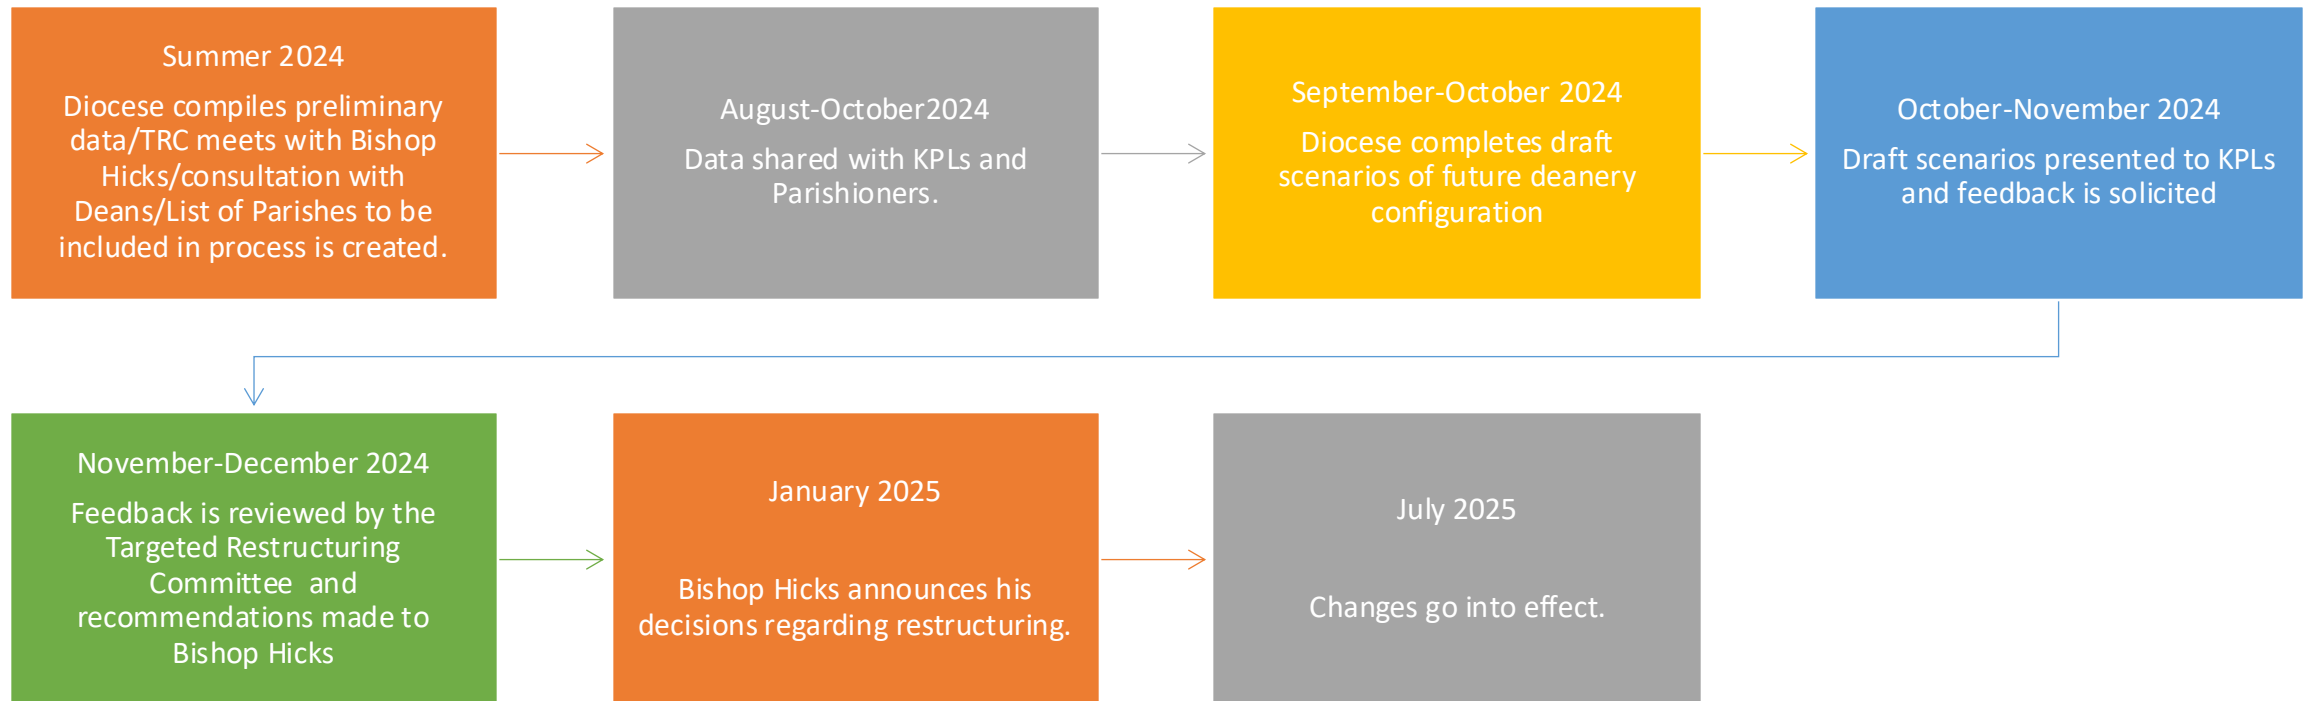 Summer 2024
Diocese compiles preliminary
data/TRC meets with Bishop
Hicks/consultation with
Deans/List of Parishes to be
included in process is created.
August-October2024
Data shared with KPLs and
Parishioners.
September-October 2024
Diocese completes draft
scenarios of future deanery
configuration
October-November 2024
Draft scenarios presented to KPLs
and feedback is solicited
November-December 2024
Feedback is reviewed by the
Targeted Restructuring
Committee  and
recommendations made to
Bishop Hicks
January 2025
Bishop Hicks announces his
decisions regarding restructuring.
July 2025
Changes go into effect.